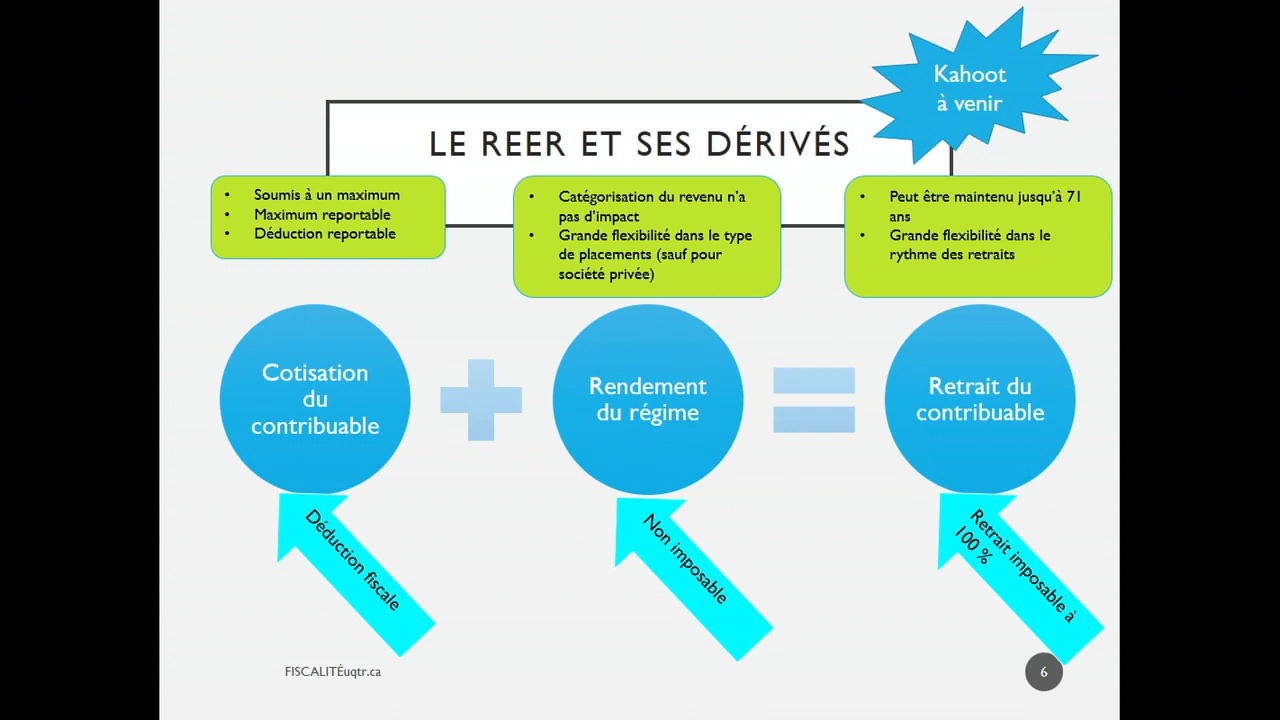 Kahoot
à venir
LE REER ET SES DÉRIVÉS
• Soumis à un maximum
• Maximum reportable
• Déduction reportable
• Catégorisation du revenu n'a
pas d'impact
• Grande flexibilité dans le type
de placements (sauf pour
société privée)
• Peut être maintenu jusqu'à 71
ans
• Grande flexibilité dans le
rythme des retraits
Cotisation
du
contribuable
Rendement
du régime
Retrait du
contribuable
Déduction fiscale
Non imposable
Retrait imposable à
100 %
FISCALITÉuqtr.ca
6